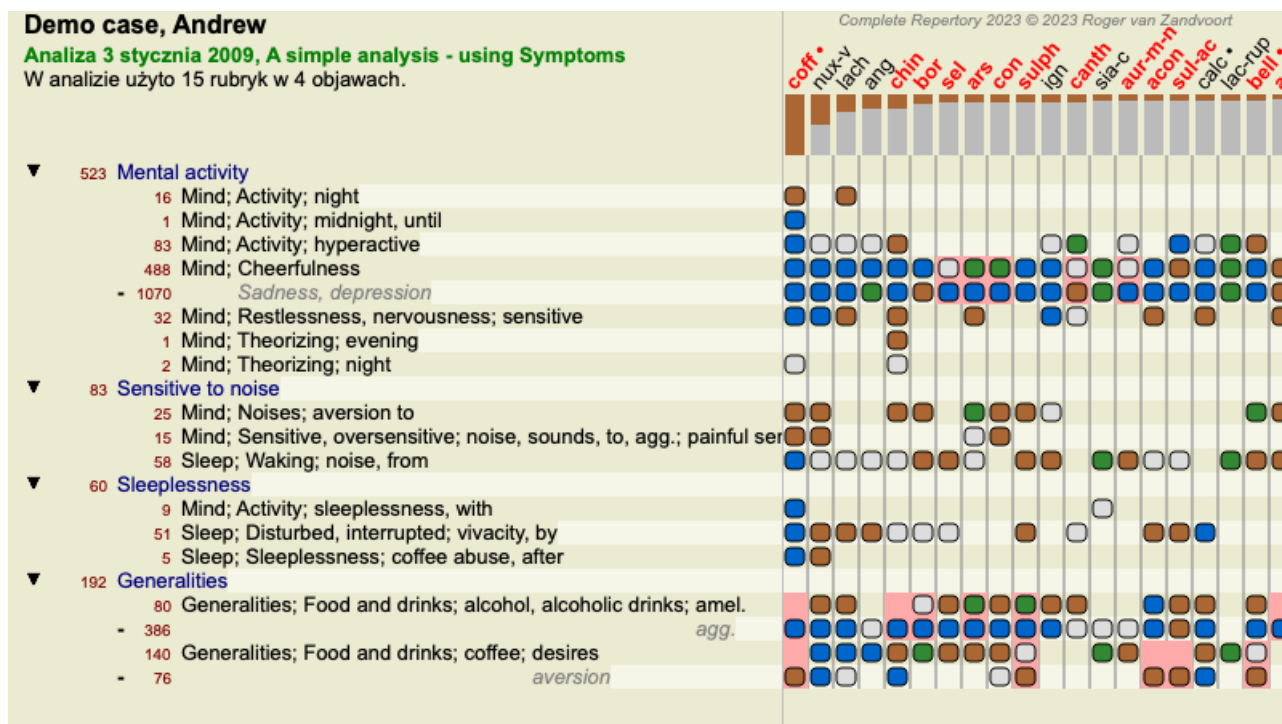 Demo case, Andrew
Complete Repertory 2023 © 2023 Roger van Zandvoort
Analiza 3 stycznia 2009, A simple analysis - using Symptoms
W analizie użyto 15 rubryk w 4 objawach.
coff • nux-v lach ang chin bor sel ars con sulph ign canth sia-c aur-m-n acon sul-ac calc • lac-rup bell •
▼ 523 Mental activity
16 Mind; Activity; night
1 Mind; Activity; midnight, until
83 Mind; Activity; hyperactive
488 Mind; Cheerfulness
- 1070 Sadness, depression
32 Mind; Restlessness, nervousness; sensitive
1 Mind; Theorizing; evening
2 Mind; Theorizing; night
▼ 83 Sensitive to noise
25 Mind; Noises; aversion to
15 Mind; Sensitive, oversensitive; noise, sounds, to, agg.; painful
58 Sleep; Waking; noise, from
▼ 60 Sleeplessness
9 Mind; Activity; sleeplessness, with
51 Sleep; Disturbed, interrupted; vivacity, by
5 Sleep; Sleeplessness; coffee abuse, after
▼ 192 Generalities
80 Generalities; Food and drinks; alcohol, alcoholic drinks; amel.
- 386 agg.
140 Generalities; Food and drinks; coffee; desires
- 76 aversion